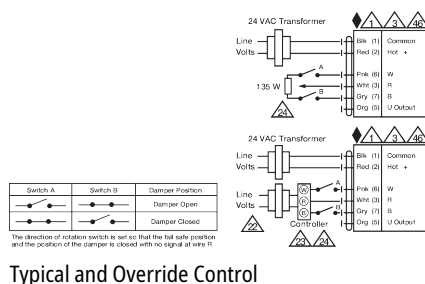 24 VAC Transformer
1 3 46
Line
Volts
Blk (1) Common
Red (2) Hot +
A
Pnk (6) W
135 W
Wht (3) R
B
Gry (7) B
Org (5) U Output
24
24 VAC Transformer
1 3 46
Line
Volts
Blk (1) Common
Red (2) Hot +
Line
Volts
W A
Pnk (6) W
R
Wht (3) R
B B
Gry (7) B
Controller
Org (5) U Output
22
23 24
Switch A Switch B Damper Position
Damper Open
Damper Closed
The direction of rotation switch is set so that the fail safe position
and the position of the damper is closed with no signal at wire R.
Typical and Override Control